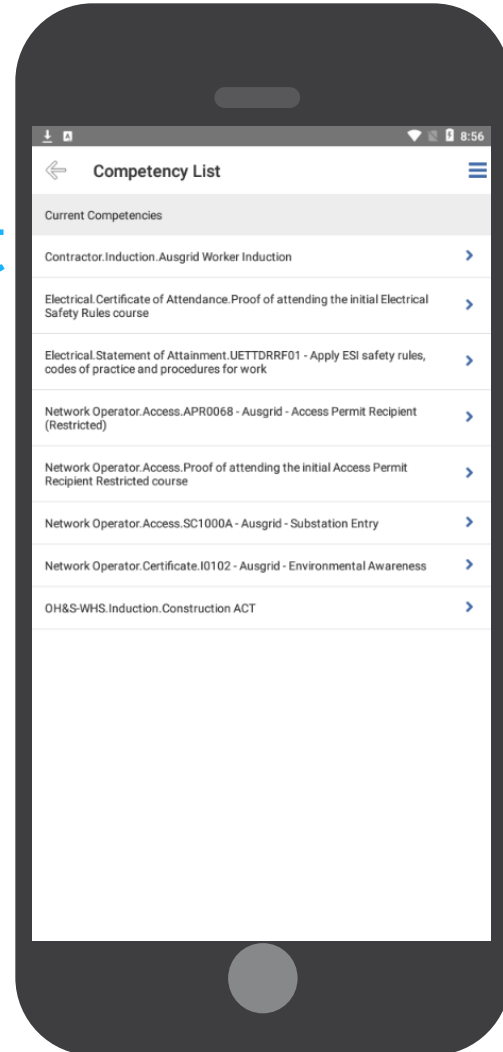 8:56
Competency List
Current Competencies
Contractor.Induction.Ausgrid Worker Induction
Electrical.Certificate of Attendance.Proof of attending the initial Electrical
Safety Rules course
Electrical.Statement of Attainment.UETTDRRF01 - Apply ESI safety rules,
codes of practice and procedures for work
Network Operator.Access.APR0068 - Ausgrid - Access Permit Recipient
(Restricted)
Network Operator.Access.Proof of attending the initial Access Permit
Recipient Restricted course
Network Operator.Access.SC1000A - Ausgrid - Substation Entry
Network Operator.Certificate.I0102 - Ausgrid - Environmental Awareness
OH&S-WHS.Induction.Construction ACT